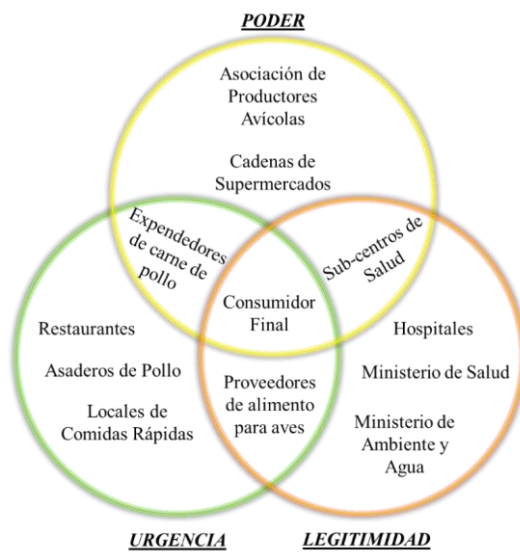 PODER
Asociación de
Productores
Avícolas
Cadenas de
Supermercados
Expendedores
de carne de
pollo
Sub-centros de
Salud
Consumidor
Final
Restaurantes
Asaderos de Pollo
Locales de
Comidas Rápidas
Proveedores
de alimento
para aves
Hospitales
Ministerio de Salud
Ministerio de
Ambiente y
Agua
URGENCIA
LEGITIMIDAD